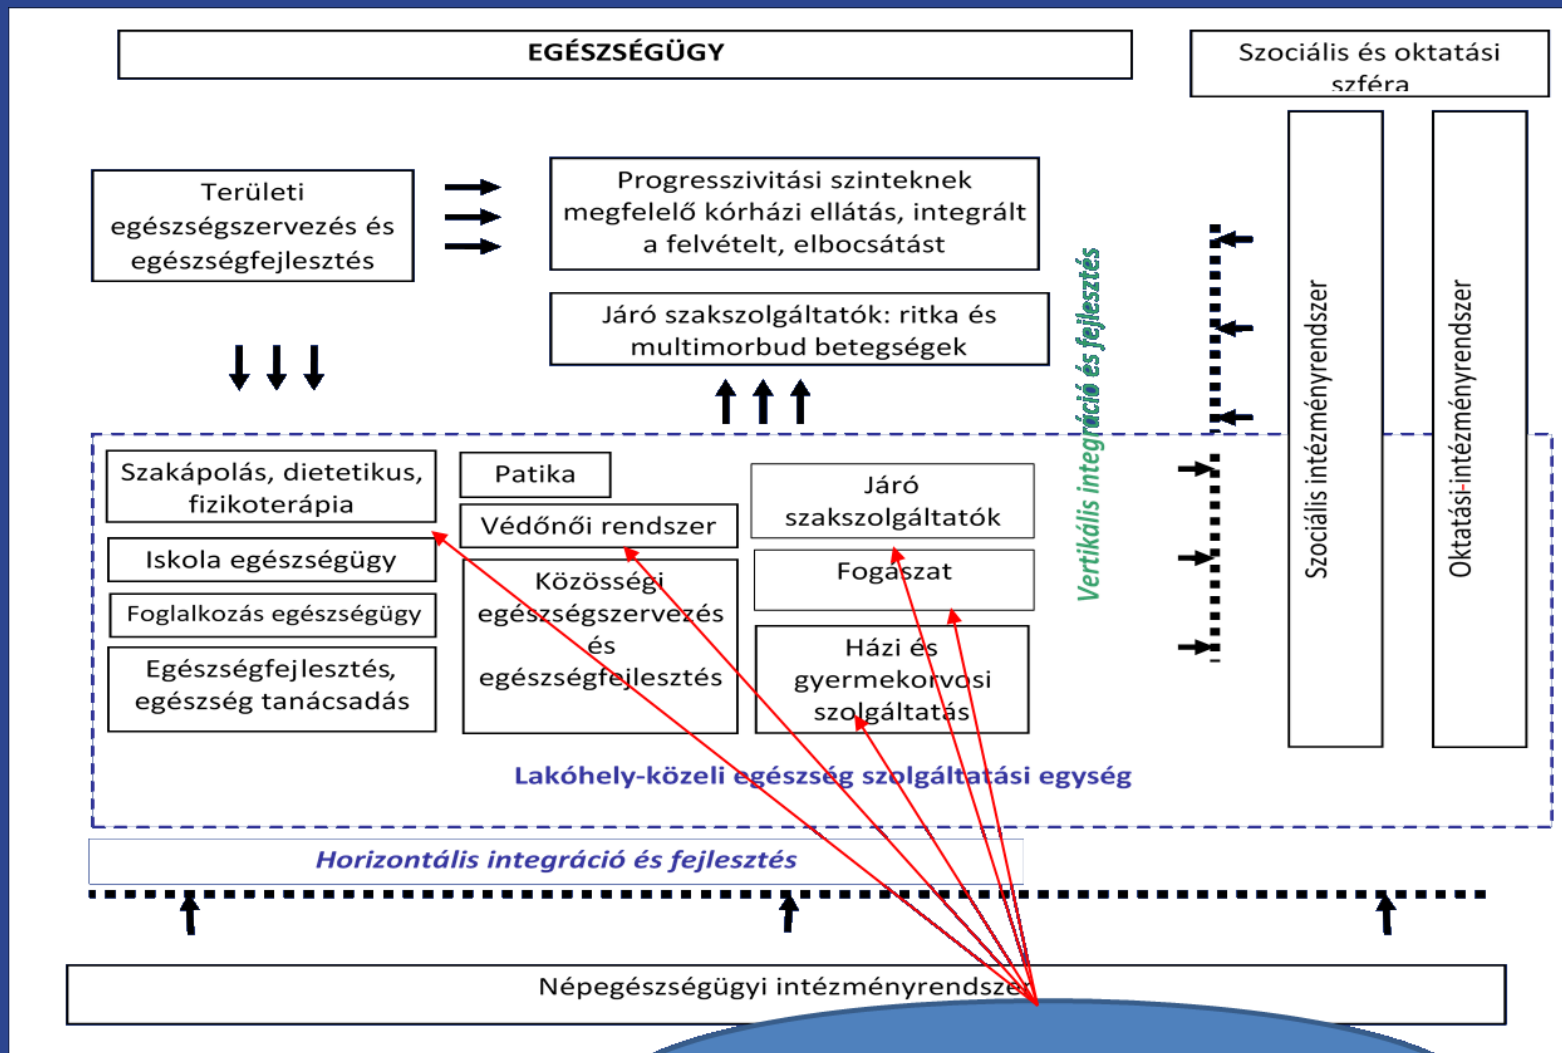 EGÉSZSÉGÜGY
Szociális és oktatási
szféra
Területi
egészségszervezés és
egészségfejlesztés
Progresszivitási szinteknek
megfelelő kórházi ellátás, integrált
a felvételt, elbocsátást
Járó szakszolgáltatók: ritka és
multimorbud betegségek
Vertikális integráció és fejlesztés
Szociális intézményrendszer
Oktatási-intézményrendszer
Szakápolás, dietetikus,
fizikoterápia
Iskola egészségügy
Foglalkozás egészségügy
Egészségfejlesztés,
egészség tanácsadás
Patika
Védőnői rendszer
Közösségi
egészségszervezés
és
egészségfejlesztés
Járó
szakszolgáltatók
Fogászat
Házi és
gyermekorvosi
szolgáltatás
Lakóhely-közeli egészség szolgáltatási egység
Horizontális integráció és fejlesztés
Népegészségügyi intézményrendszer